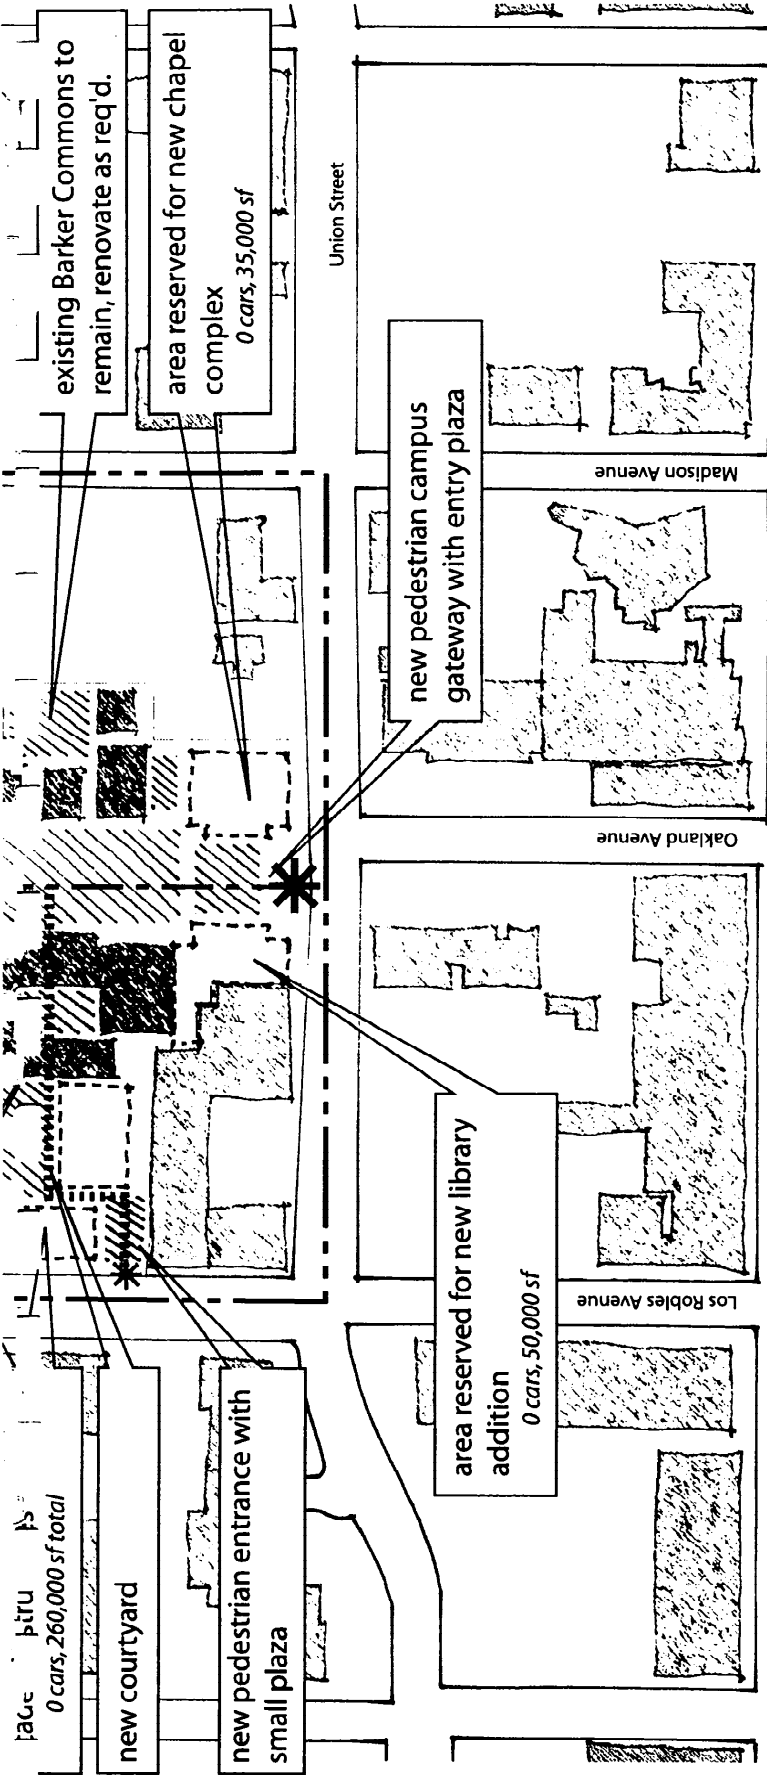 existing Barker Commons to
remain, renovate as req'd.
area reserved for new chapel
complex
0 cars, 35,000 sf
Union Street
new pedestrian campus
gateway with entry plaza
Madison Avenue
Oakland Avenue
area reserved for new library
addition
0 cars, 50,000 sf
Los Robles Avenue
0 cars, 260,000 sf total
new courtyard
new pedestrian entrance with
small plaza